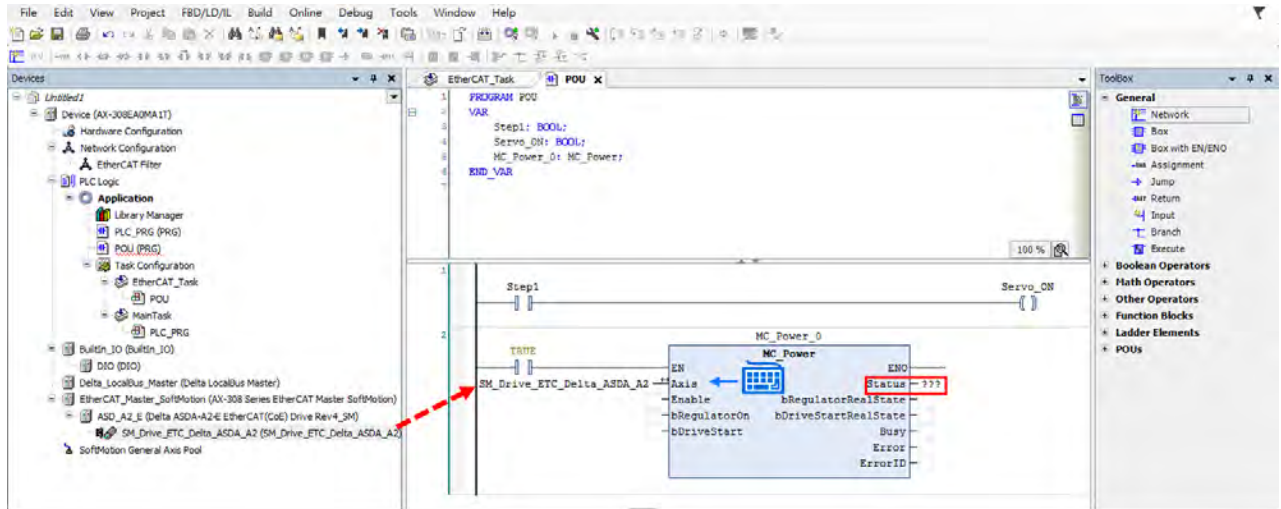 File Edit View Project FBD/LD/IL Build Online Debug Tools Window Help
Devices
Untitled1
Device (AX-308EA0MA1T)
Hardware Configuration
Network Configuration
EtherCAT Filter
PLC Logic
Application
Library Manager
PLC_PRG (PRG)
POU (PRG)
Task Configuration
EtherCAT_Task
POU
MainTask
PLC_PRG
BuiltIn_IO (BuiltIn_IO)
DIO (DIO)
Delta_LocalBus_Master (Delta LocalBus Master)
EtherCAT_Master_SoftMotion (AX-308 Series EtherCAT Master SoftMotion)
ASD_A2_E (Delta ASDA-A2-E EtherCAT(CoE) Drive Rev4_SM)
SM_Drive_ETC_Delta_ASDA_A2 (SM_Drive_ETC_Delta_ASDA_A2)
SoftMotion General Axis Pool
EtherCAT_Task POU
1 PROGRAM POU
2 VAR
3 Step1: BOOL;
4 Servo_ON: BOOL;
5 MC_Power_0: MC_Power;
6 END_VAR
7
100 %
1
Step1 Servo_ON
2
MC_Power_0
TRUE MC_Power
EN ENO
SM_Drive_ETC_Delta_ASDA_A2 Axis Status ???
Enable bRegulatorRealState
bRegulatorOn bDriveStartRealState
bDriveStart Busy
Error
ErrorID
ToolBox
General
Network
Box
Box with EN/ENO
Assignment
Jump
Return
Input
Branch
Execute
Boolean Operators
Math Operators
Other Operators
Function Blocks
Ladder Elements
POUs